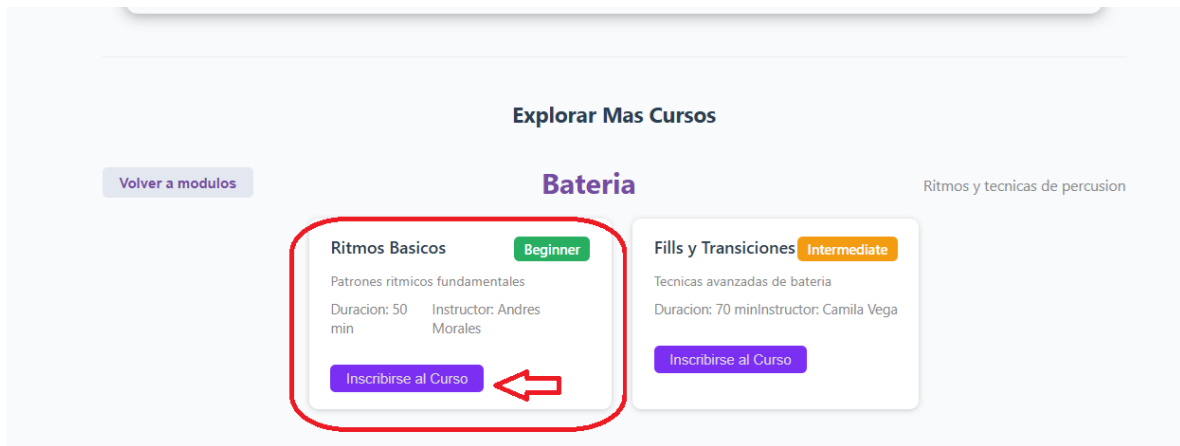 Explorar Mas Cursos
Volver a modulos
Bateria
Ritmos y tecnicas de percusion
Ritmos Basicos
Beginner
Patrones ritmicos fundamentales
Duracion: 50
min
Instructor: Andres
Morales
Inscribirse al Curso
Fills y Transiciones
Intermediate
Tecnicas avanzadas de bateria
Duracion: 70 minInstructor: Camila Vega
Inscribirse al Curso